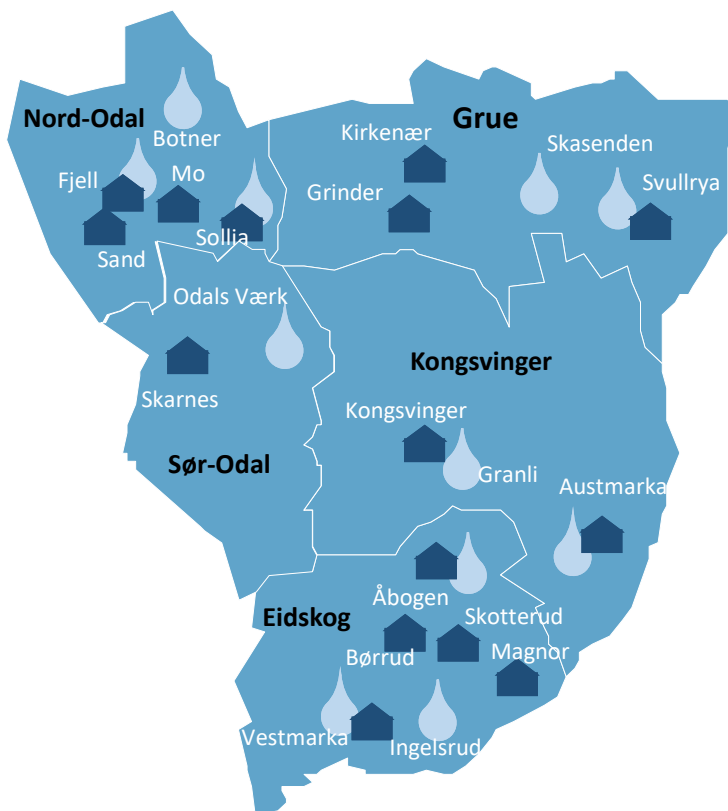 Nord-Odal
Botner
Fjell
Mo
Sand
Sollia
Grue
Kirkenær
Grinder
Skasenden
Svullrya
Odals Værk
Skarnes
Sør-Odal
Kongsvinger
Kongsvinger
Granli
Austmarka
Åbogen
Eidskog
Skotterud
Børrud
Magnor
Vestmarka
Ingelsrud